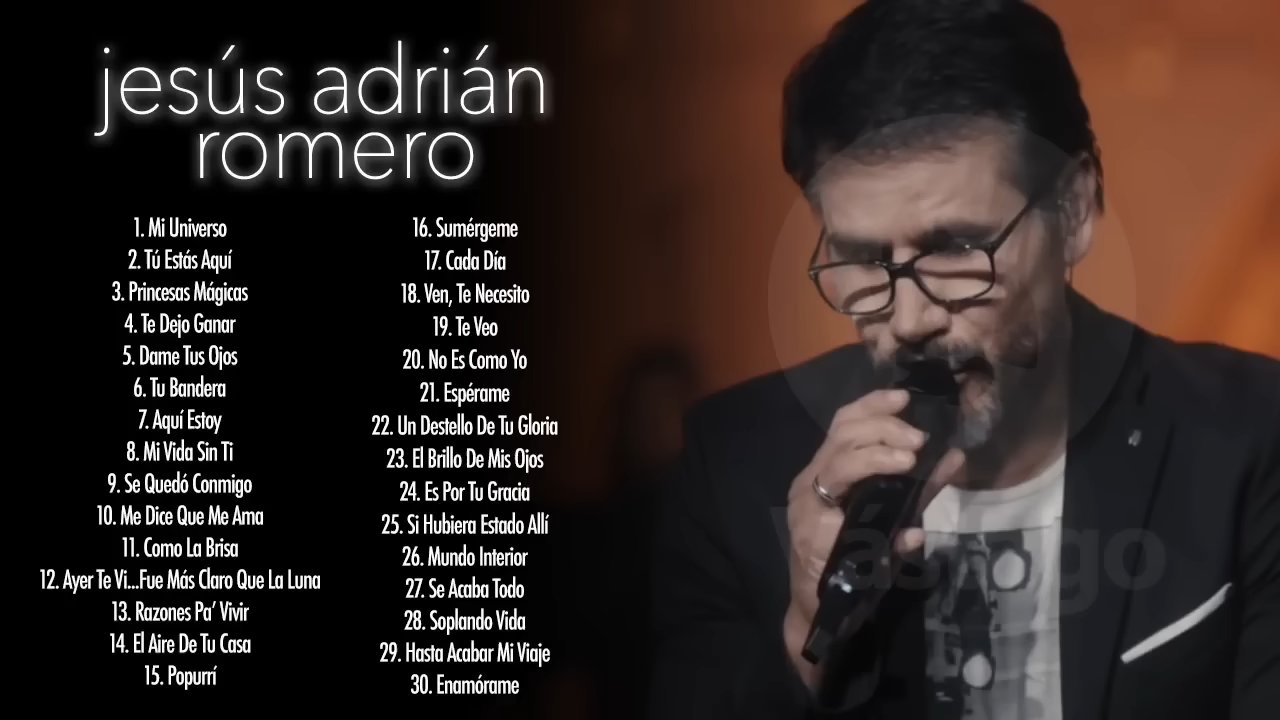 jesús adrián
romero
1. Mi Universo
2. Tú Estás Aquí
3. Princesas Mágicas
4. Te Dejo Ganar
5. Dame Tus Ojos
6. Tu Bandera
7. Aquí Estoy
8. Mi Vida Sin Ti
9. Se Quedó Conmigo
10. Me Dice Que Me Ama
11. Como La Brisa
12. Ayer Te Vi...Fue Más Claro Que La Luna
13. Razones Pa' Vivir
14. El Aire De Tu Casa
15. Popurrí
16. Sumérgeme
17. Cada Día
18. Ven, Te Necesito
19. Te Veo
20. No Es Como Yo
21. Espérame
22. Un Destello De Tu Gloria
23. El Brillo De Mis Ojos
24. Es Por Tu Gracia
25. Si Hubiera Estado Allí
26. Mundo Interior
27. Se Acaba Todo
28. Soplando Vida
29. Hasta Acabar Mi Viaje
30. Enamórame
Vástago